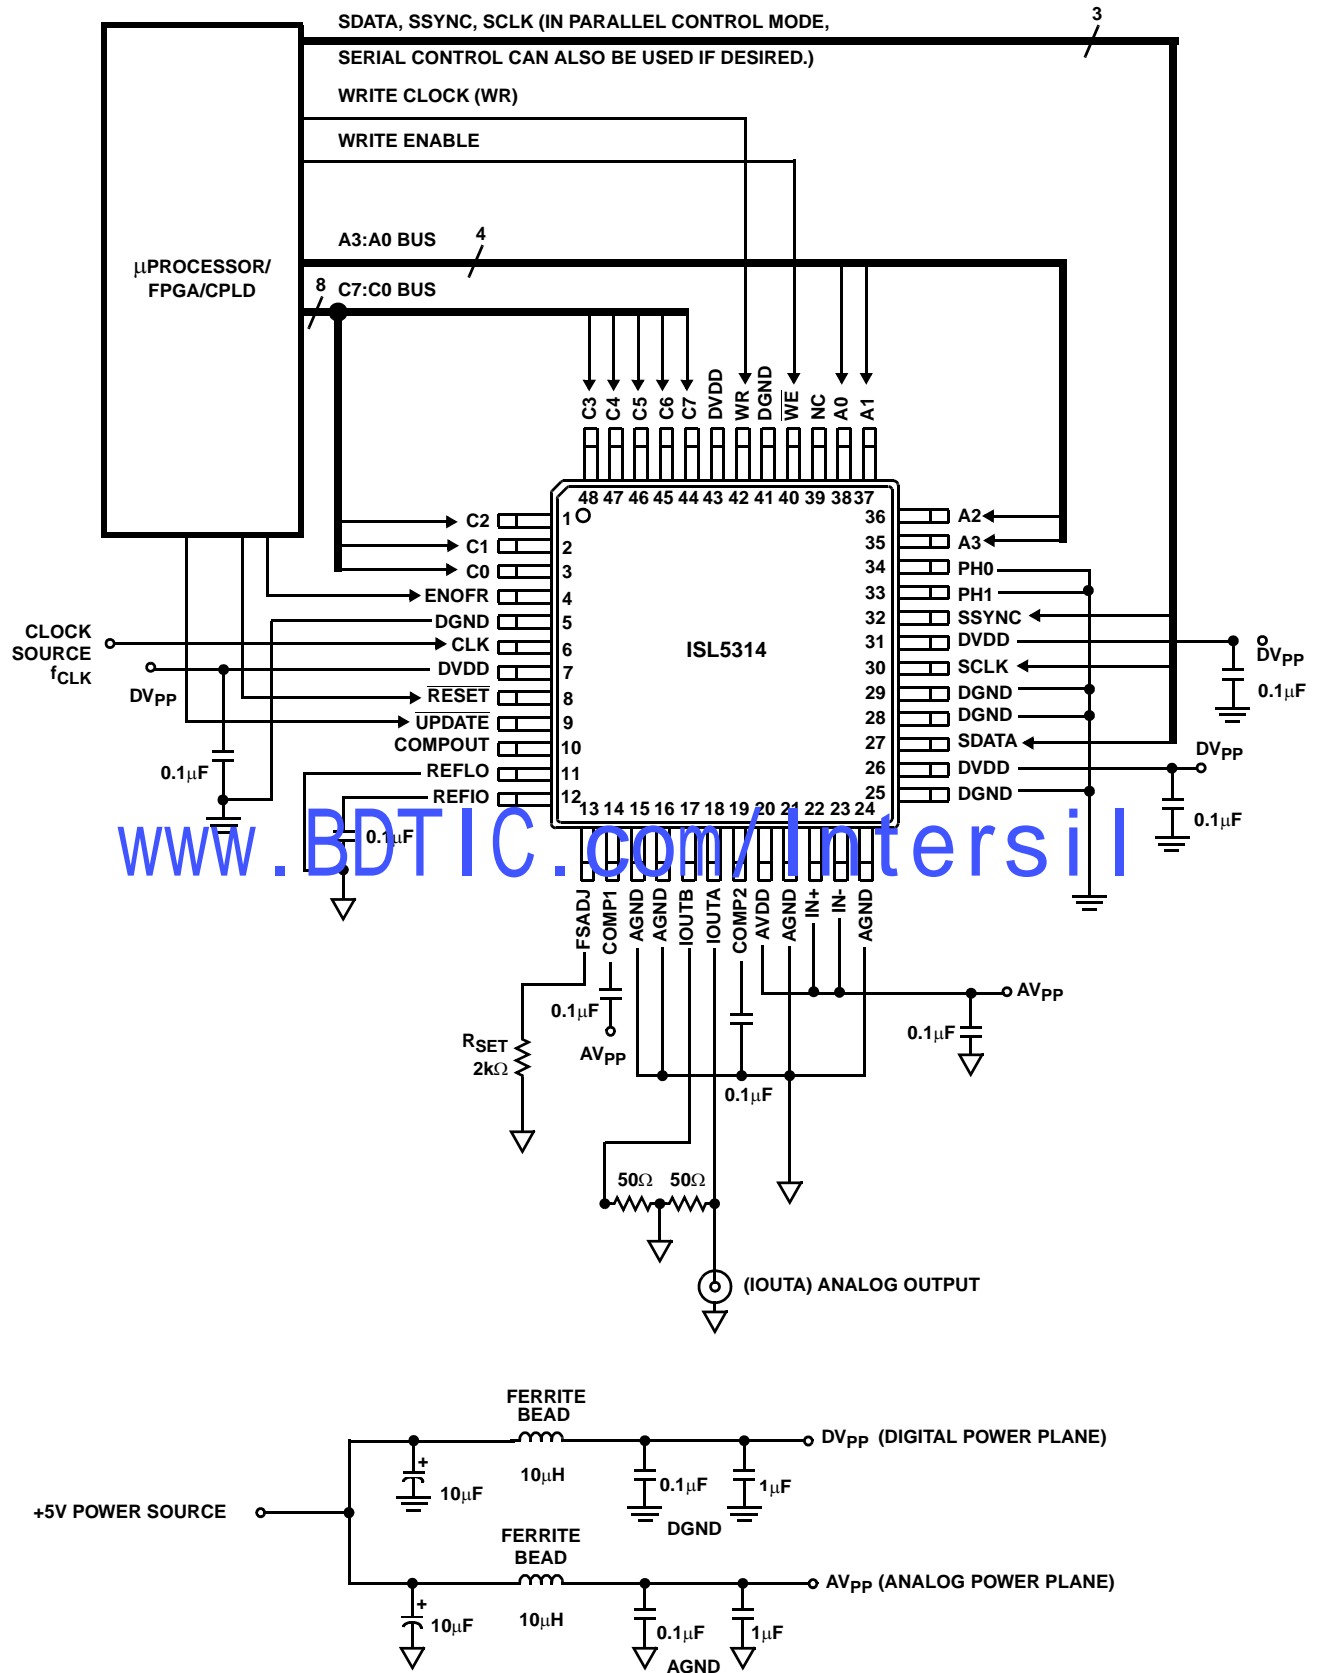 SDATA, SSYNC, SCLK (IN PARALLEL CONTROL MODE,
3
SERIAL CONTROL CAN ALSO BE USED IF DESIRED.)
WRITE CLOCK (WR)
WRITE ENABLE
A3:A0 BUS
4
µPROCESSOR/
FPGA/CPLD
8
C7:C0 BUS
C3
C4
C5
C6
C7
DVDD
WR
DGND
WE
NC
A0
A1
48 47 46 45 44 43 42 41 40 39 38 37
C2
1
C1
2
C0
3
ENOFR
4
DGND
5
CLK
6
DVDD
7
RESET
8
UPDATE
9
COMPOUT
10
REFLO
11
REFIO
12
CLOCK
SOURCE
fCLK
DVPP
0.1µF
0.1µF
ISL5314
36
A2
35
A3
34
PH0
33
PH1
32
SSYNC
31
DVDD
30
SCLK
29
DGND
28
DGND
27
SDATA
26
DVDD
25
DGND
DVPP
0.1µF
DVPP
0.1µF
13 14 15 16 17 18 19 20 21 22 23 24
www.BDTIC.com/Intersil
FSADJ
COMP1
AGND
AGND
IOUTB
IOUTA
COMP2
AVDD
AGND
IN+
IN-
AGND
0.1µF
AVPP
RSET
2kΩ
0.1µF
AVPP
0.1µF
50Ω 50Ω
(IOUTA) ANALOG OUTPUT
FERRITE
BEAD
DVPP (DIGITAL POWER PLANE)
+
10µF
10µH
0.1µF
1µF
DGND
+5V POWER SOURCE
FERRITE
BEAD
AVPP (ANALOG POWER PLANE)
+
10µF
10µH
0.1µF
1µF
AGND